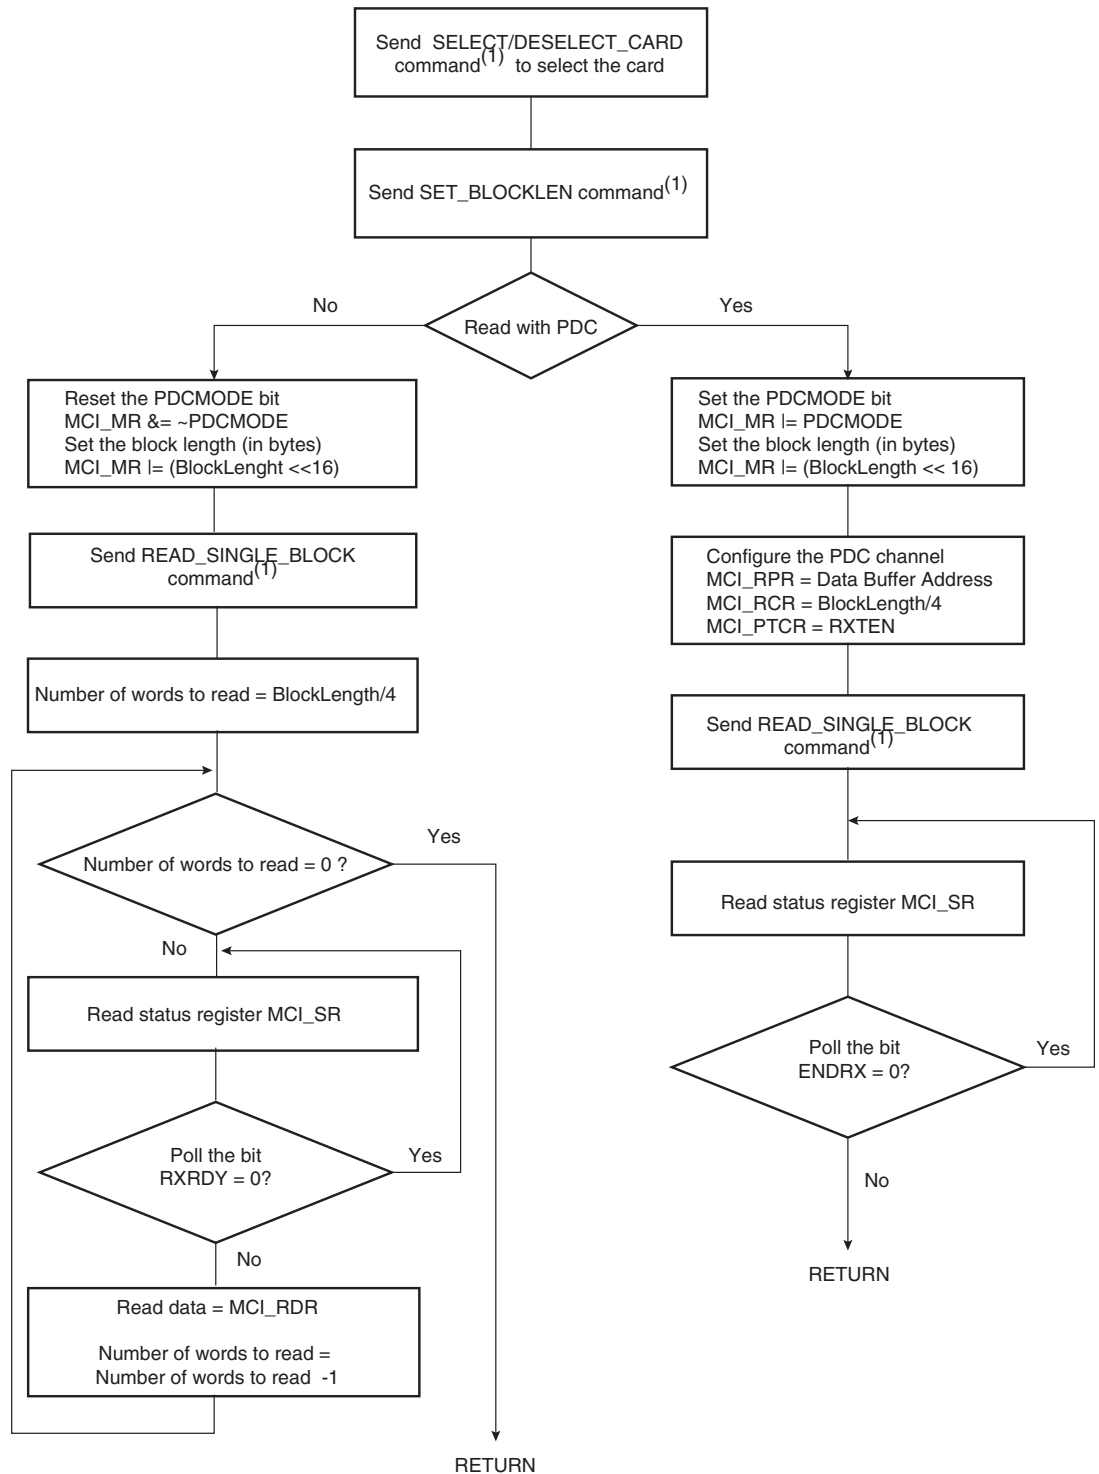 Send SELECT/DESELECT_CARD
command(1) to select the card
Send SET_BLOCKLEN command(1)
No
Yes
Read with PDC
Reset the PDCMODE bit
MCI_MR &= ~PDCMODE
Set the block length (in bytes)
MCI_MR |= (BlockLenght <<16)
Send READ_SINGLE_BLOCK
command(1)
Number of words to read = BlockLength/4
Number of words to read = 0 ?
Yes
No
Read status register MCI_SR
Poll the bit
RXRDY = 0?
Yes
No
Read data = MCI_RDR
Number of words to read =
Number of words to read -1
RETURN
Set the PDCMODE bit
MCI_MR |= PDCMODE
Set the block length (in bytes)
MCI_MR |= (BlockLength << 16)
Configure the PDC channel
MCI_RPR = Data Buffer Address
MCI_RCR = BlockLength/4
MCI_PTCR = RXTEN
Send READ_SINGLE_BLOCK
command(1)
Read status register MCI_SR
Poll the bit
ENDRX = 0?
Yes
No
RETURN